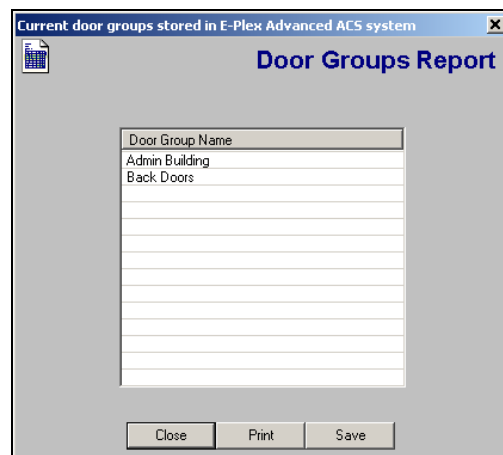 Current door groups stored in E-Plex Advanced ACS system
Door Groups Report
Door Group Name
Admin Building
Back Doors
Close Print Save